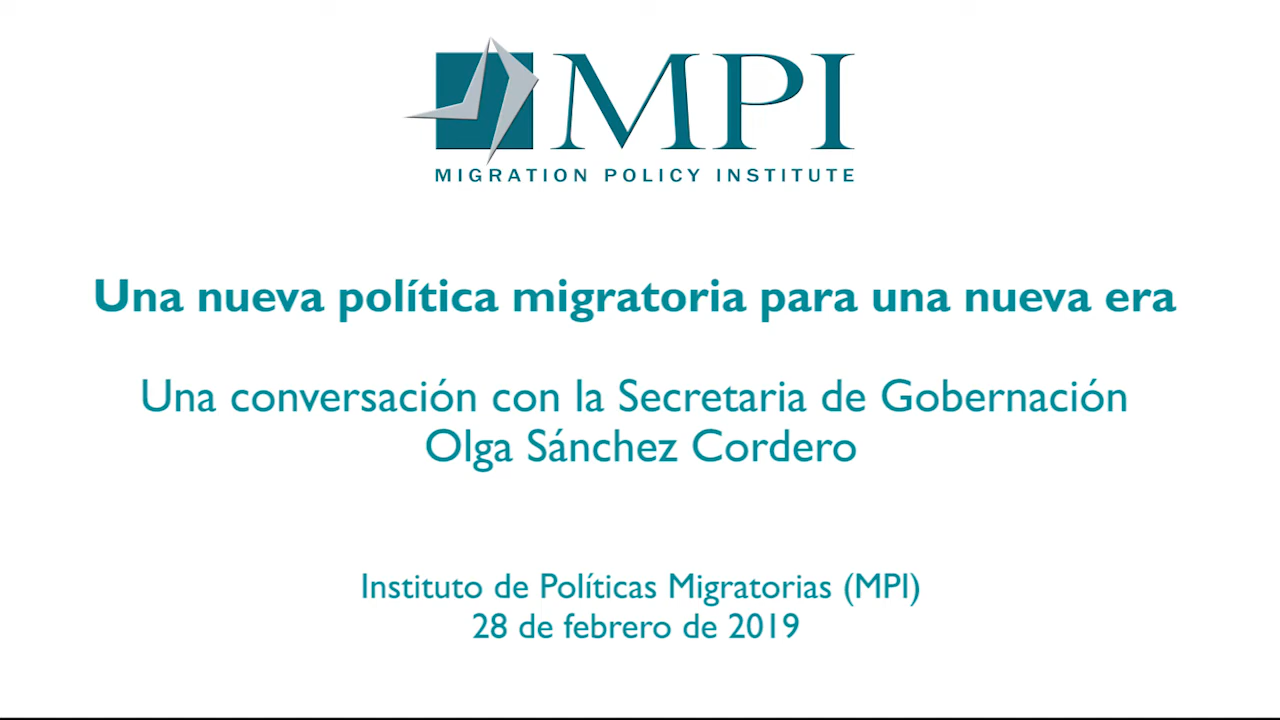 MPI
MIGRATION POLICY INSTITUTE
Una nueva política migratoria para una nueva era
Una conversación con la Secretaria de Gobernación
Olga Sánchez Cordero
Instituto de Políticas Migratorias (MPI)
28 de febrero de 2019